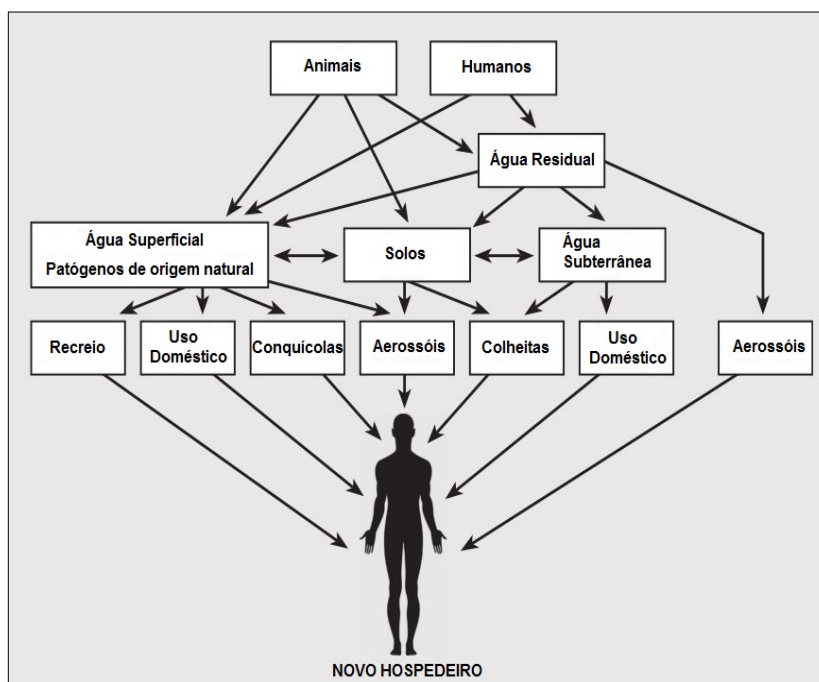 Animais
Humanos
Água Residual
Água Superficial
Patógenos de origem natural
Solos
Água
Subterrânea
Recreio
Uso
Doméstico
Conquícolas
Aerossóis
Colheitas
Uso
Doméstico
Aerossóis
NOVO HOSPEDEIRO